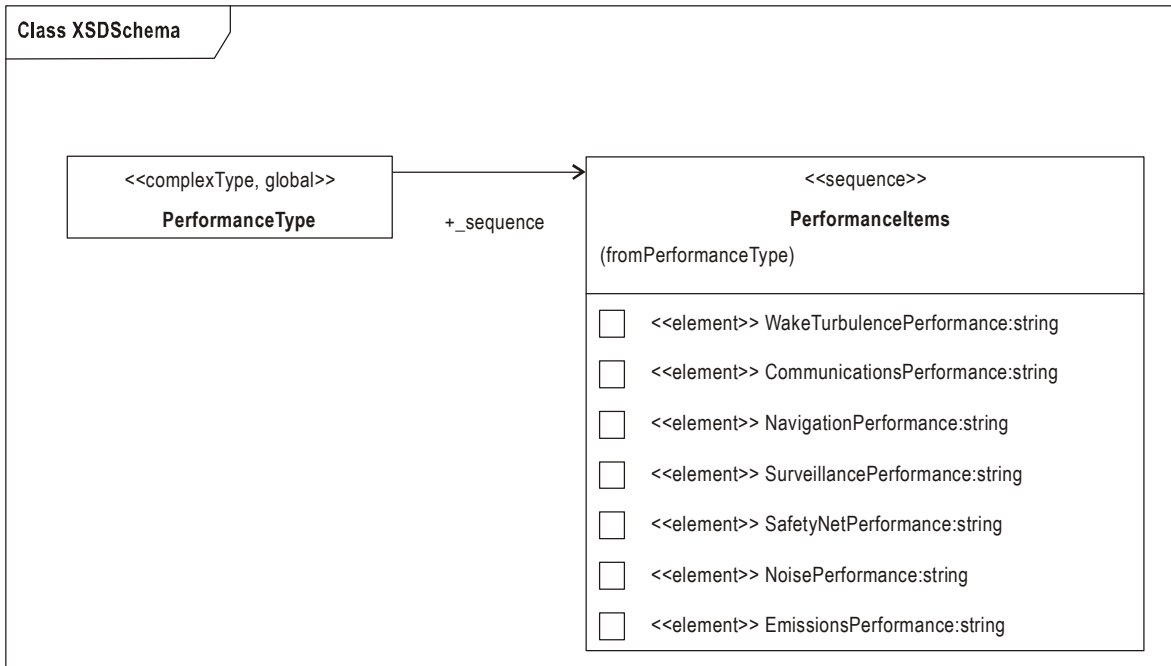 Class XSDSchema
<<complexType, global>>
PerformanceType
+_sequence
<<sequence>>
PerformanceItems
(fromPerformanceType)
<<element>> WakeTurbulencePerformance:string
<<element>> CommunicationsPerformance:string
<<element>> NavigationPerformance:string
<<element>> SurveillancePerformance:string
<<element>> SafetyNetPerformance:string
<<element>> NoisePerformance:string
<<element>> EmissionsPerformance:string